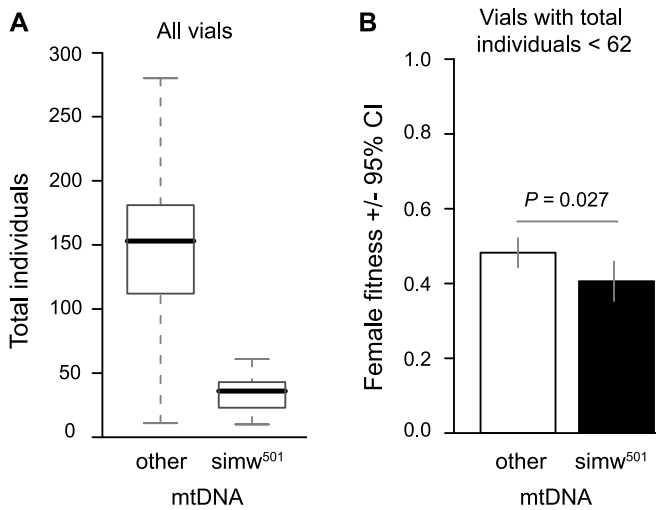 A
All vials
Total individuals
300
250
200
150
100
50
0
other simw⁵⁰¹
mtDNA
B
Vials with total
individuals < 62
Female fitness +/- 95% CI
1.0
0.8
0.6
0.4
0.2
0.0
P = 0.027
other simw⁵⁰¹
mtDNA